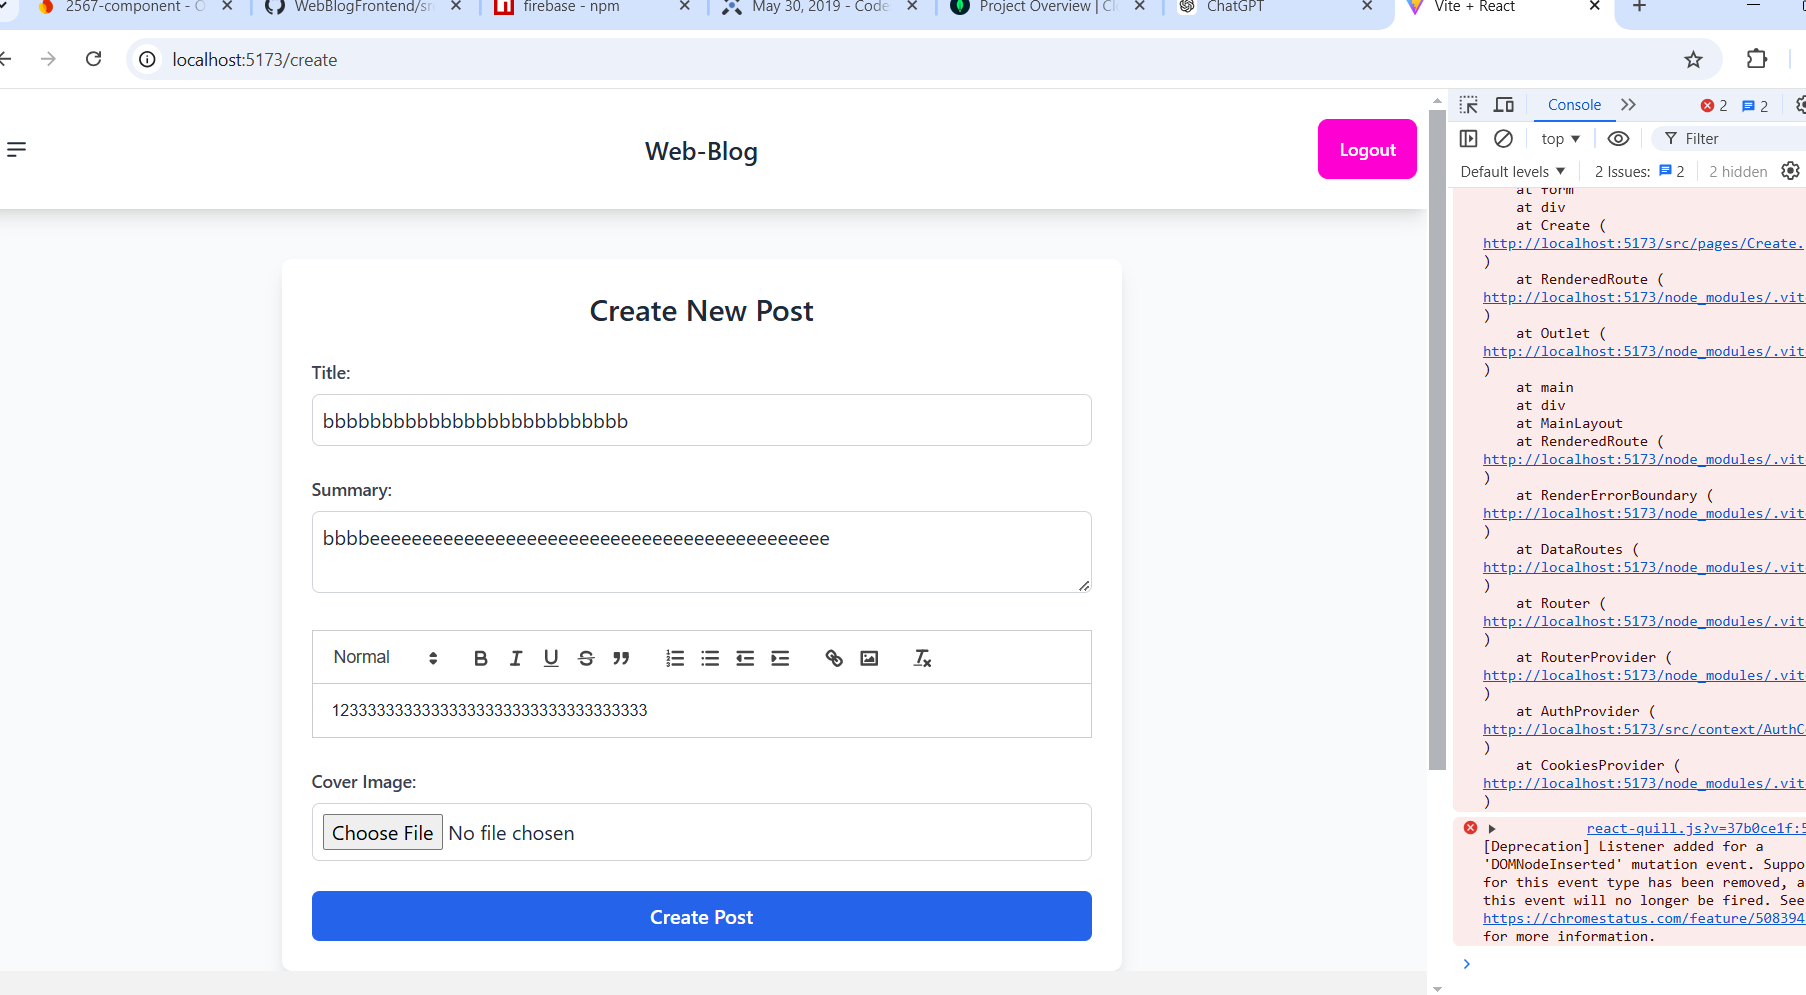 2567-component - O
WebBlogFrontend/sr
firebase - npm
May 30, 2019 - Code
Project Overview | Cl
ChatGPT
Vite + React
localhost:5173/create
Web-Blog
Logout
Create New Post
Title:
bbbbbbbbbbbbbbbbbbbbbbbbbb
Summary:
bbbbeeeeeeeeeeeeeeeeeeeeeeeeeeeeeeeeeeeeeeeeeeee
Normal
12333333333333333333333333333333333
Cover Image:
Choose File No file chosen
Create Post
Console 2 2
top Filter
Default levels 2 Issues: 2 2 hidden
at form
at div
at Create (
http://localhost:5173/src/pages/Create.
)
at RenderedRoute (
http://localhost:5173/node_modules/.vit
)
at Outlet (
http://localhost:5173/node_modules/.vit
)
at main
at div
at MainLayout
at RenderedRoute (
http://localhost:5173/node_modules/.vit
)
at RenderErrorBoundary (
http://localhost:5173/node_modules/.vit
)
at DataRoutes (
http://localhost:5173/node_modules/.vit
)
at Router (
http://localhost:5173/node_modules/.vit
)
at RouterProvider (
http://localhost:5173/node_modules/.vit
)
at AuthProvider (
http://localhost:5173/src/context/AuthC
)
at CookiesProvider (
http://localhost:5173/node_modules/.vit
)
react-quill.js?v=37b0ce1f:5
[Deprecation] Listener added for a
'DOMNodeInserted' mutation event. Suppo
for this event type has been removed, a
this event will no longer be fired. See
https://chromestatus.com/feature/508394
for more information.